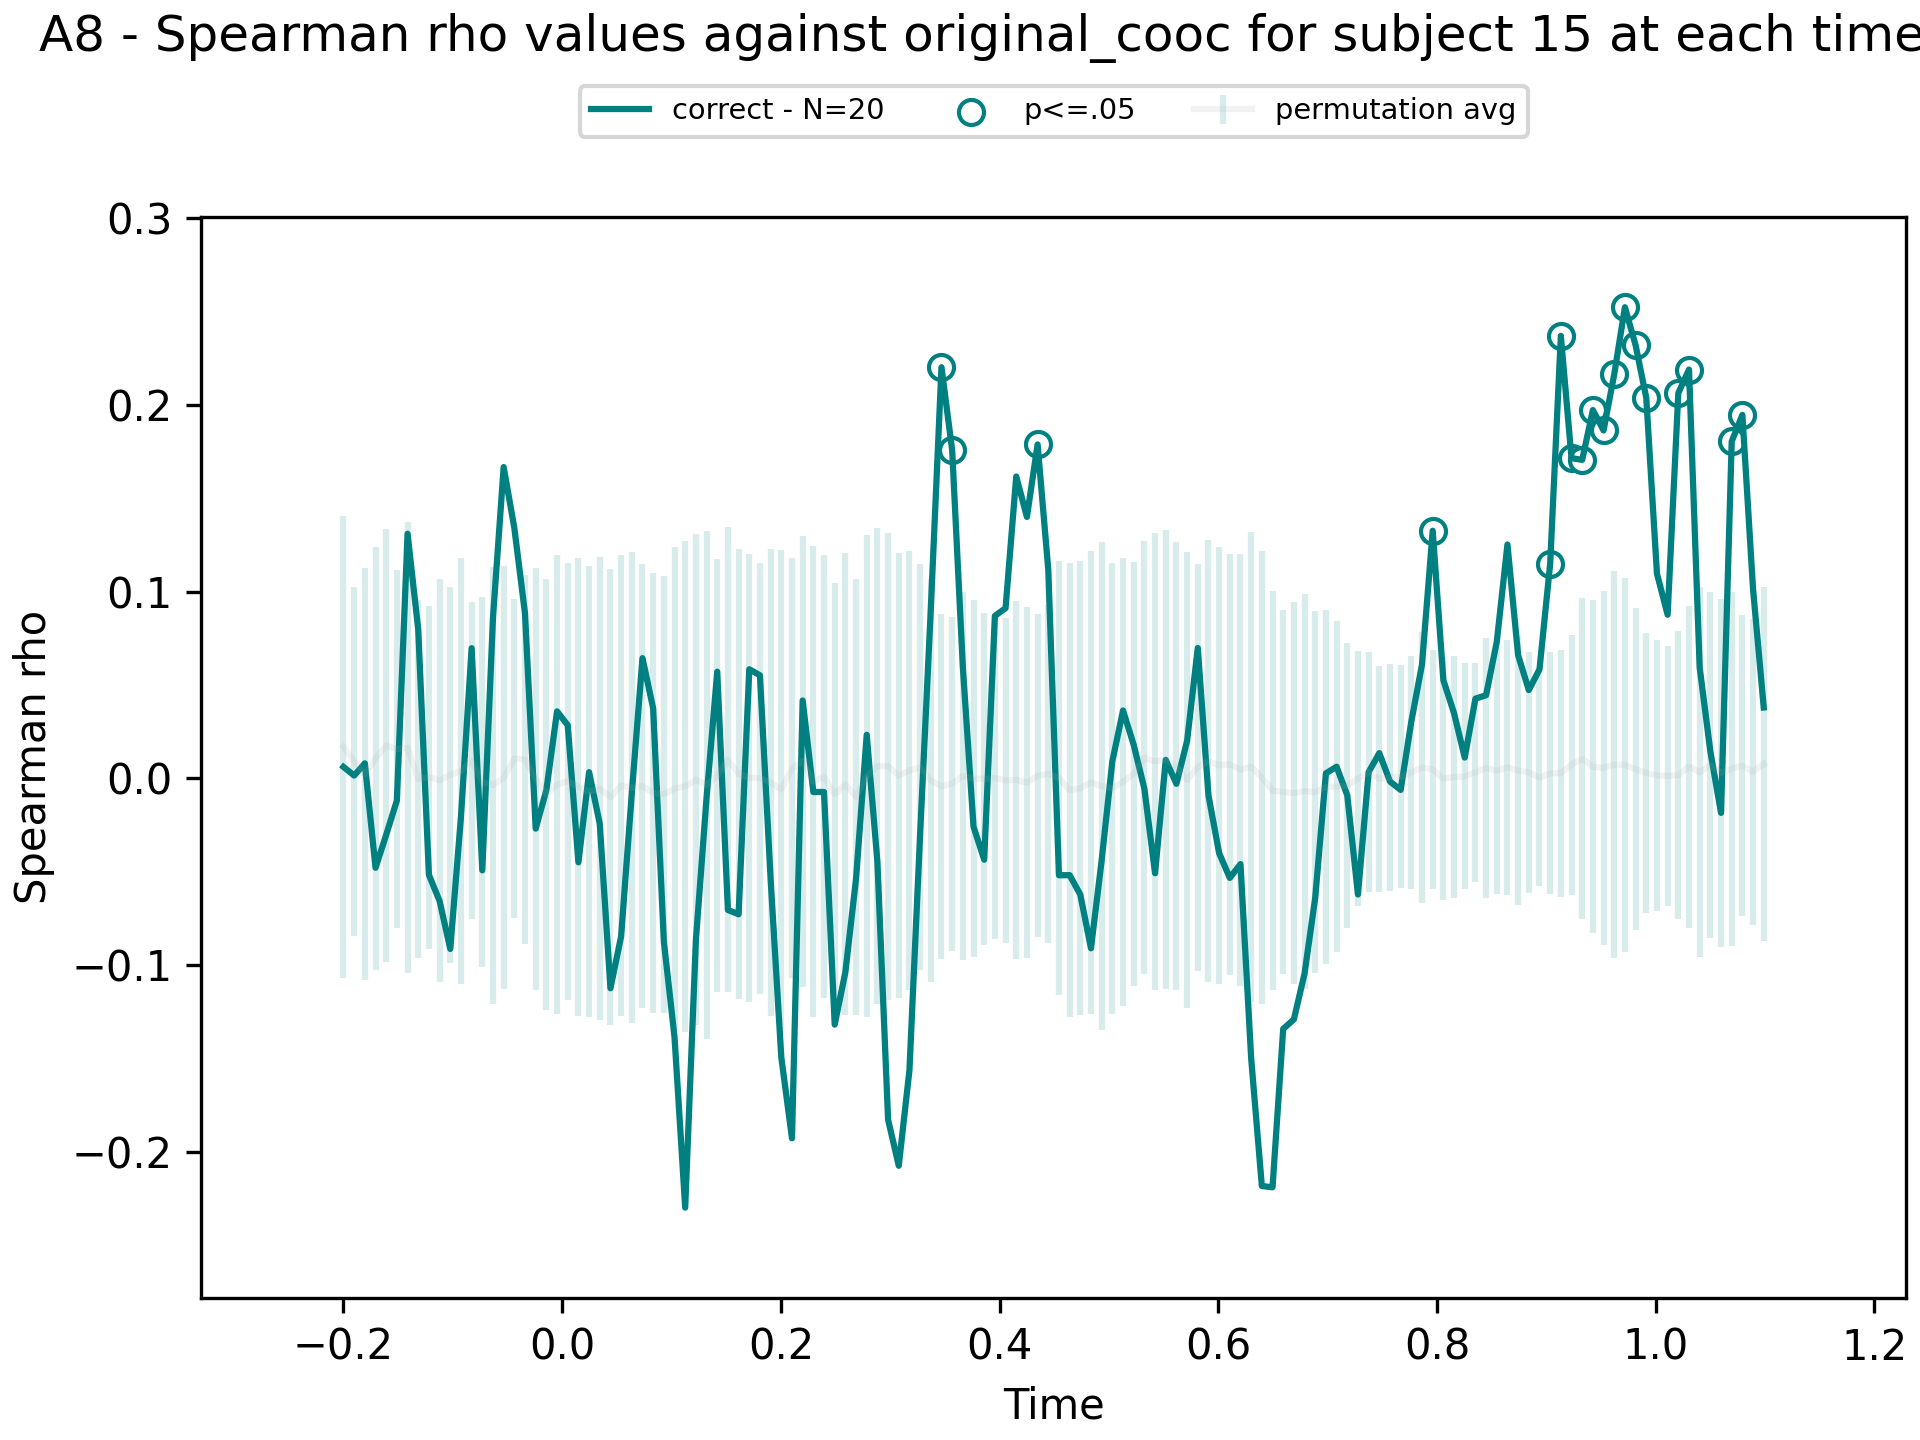 A8 - Spearman rho values against original_cooc for subject 15 at each time
correct - N=20 p<=.05 permutation avg
0.3
0.2
0.1
0.0
−0.1
−0.2
Spearman rho
−0.2 0.0 0.2 0.4 0.6 0.8 1.0 1.2
Time